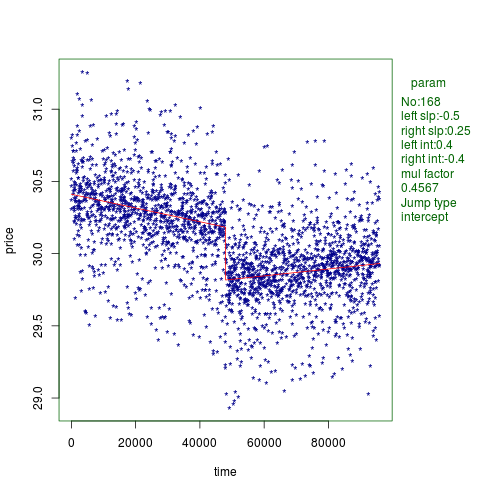 param
No:168
left slp:-0.5
right slp:0.25
left int:0.4
right int:-0.4
mul factor
0.4567
Jump type
intercept
price
31.0
30.5
30.0
29.5
29.0
0 20000 40000 60000 80000
time